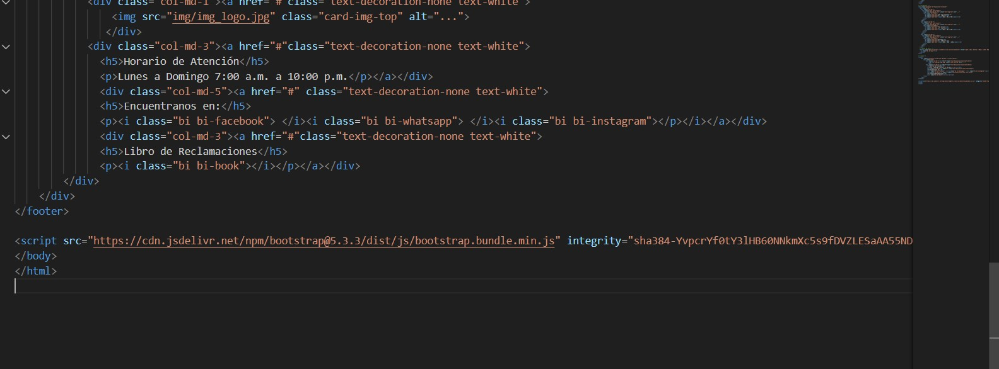 <div class="col-md-1"><a href="#" class="text-decoration-none text-white">
<img src="img/img_logo.jpg" class="card-img-top" alt="...">
</div>
<div class="col-md-3"><a href="#"class="text-decoration-none text-white">
<h5>Horario de Atención</h5>
<p>Lunes a Domingo 7:00 a.m. a 10:00 p.m.</p></a></div>
<div class="col-md-5"><a href="#" class="text-decoration-none text-white">
<h5>Encuentranos en:</h5>
<p><i class="bi bi-facebook"> </i><i class="bi bi-whatsapp"> </i><i class="bi bi-instagram"></p></i></a></div>
<div class="col-md-3"><a href="#"class="text-decoration-none text-white">
<h5>Libro de Reclamaciones</h5>
<p><i class="bi bi-book"></i></p></a></div>
</div>
</div>
</footer>
<script src="https://cdn.jsdelivr.net/npm/bootstrap@5.3.3/dist/js/bootstrap.bundle.min.js" integrity="sha384-YvpcrYf0tY3lHB60NNkmXc5s9fDVZLESaAA55ND
</body>
</html>